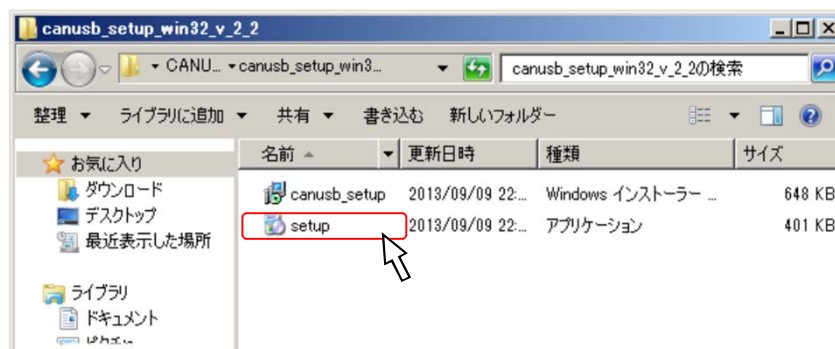 canusb_setup_win32_v_2_2
CANU... canusb_setup_win3... canusb_setup_win32_v_2_2の検索
整理 ライブラリに追加 共有 書き込む 新しいフォルダー
お気に入り
ダウンロード
デスクトップ
最近表示した場所
ライブラリ
ドキュメント
名前 更新日時 種類 サイズ
canusb_setup 2013/09/09 22:... Windows インストーラー ... 648 KB
setup 2013/09/09 22:... アプリケーション 401 KB